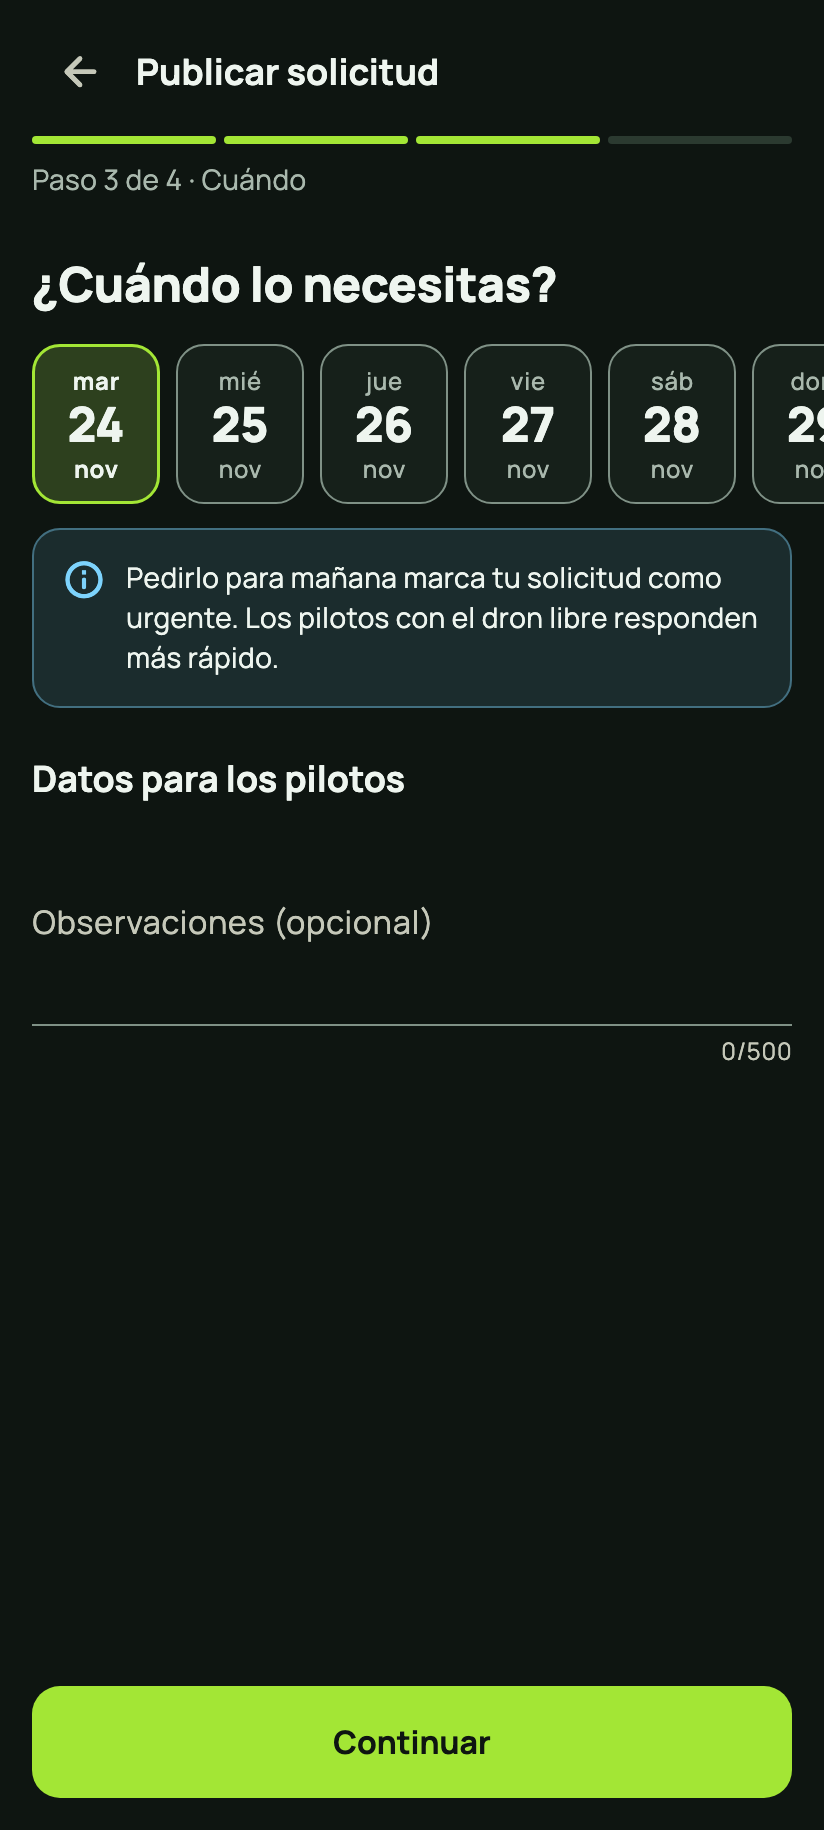 Publicar solicitud
Paso 3 de 4 · Cuándo
¿Cuándo lo necesitas?
mar 24 nov
mié 25 nov
jue 26 nov
vie 27 nov
sáb 28 nov
Pedirlo para mañana marca tu solicitud como
urgente. Los pilotos con el dron libre responden
más rápido.
Datos para los pilotos
Observaciones (opcional)
0/500
Continuar